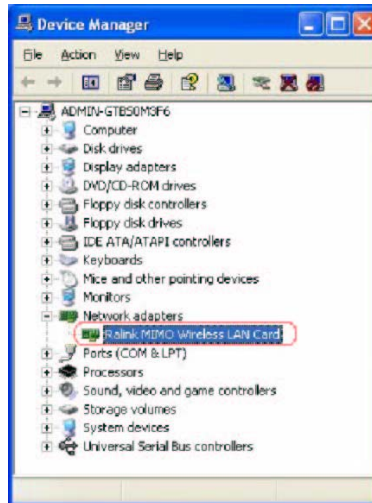 Device Manager
File Action View Help
ADMIN-GTBS0M3F6
Computer
Disk drives
Display adapters
DVD/CD-ROM drives
Floppy disk controllers
Floppy disk drives
IDE ATA/ATAPI controllers
Keyboards
Mice and other pointing devices
Monitors
Network adapters
Ralink MIMO Wireless LAN Card
Ports (COM & LPT)
Processors
Sound, video and game controllers
Storage volumes
System devices
Universal Serial Bus controllers